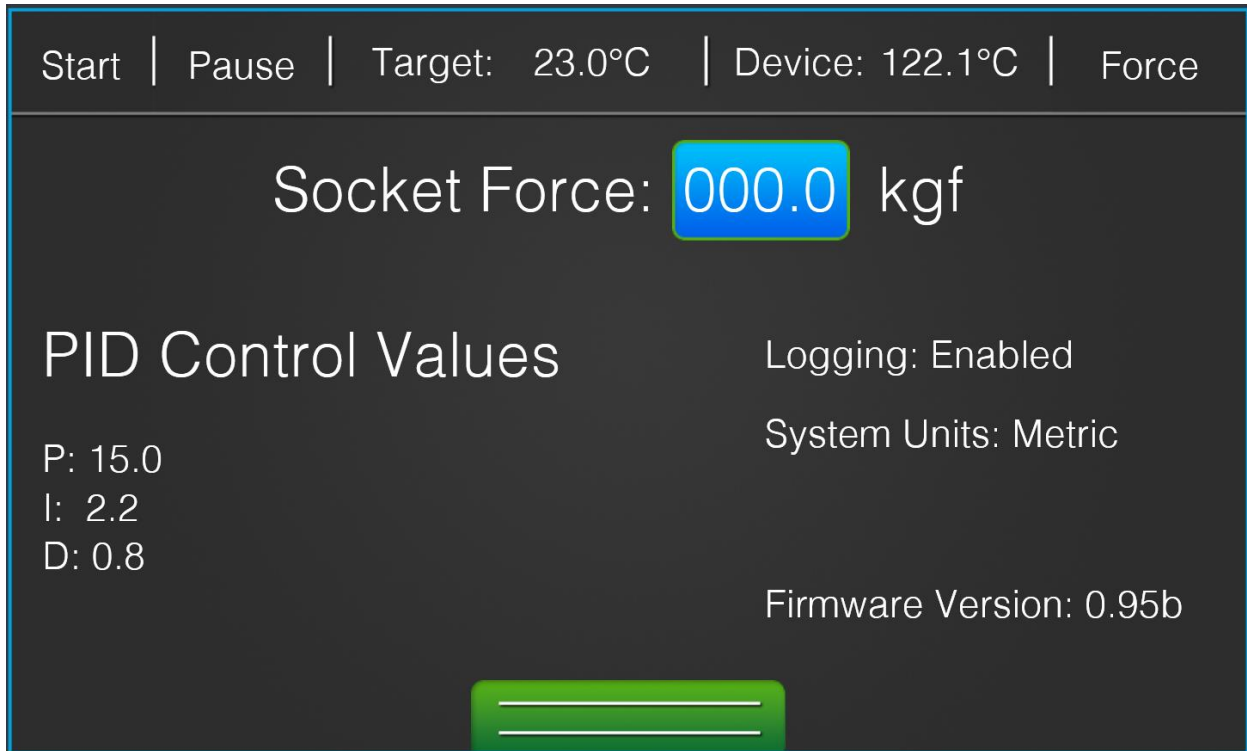 Start | Pause | Target: 23.0°C | Device: 122.1°C | Force
Socket Force: 000.0 kgf
PID Control Values
P: 15.0
I: 2.2
D: 0.8
Logging: Enabled
System Units: Metric
Firmware Version: 0.95b